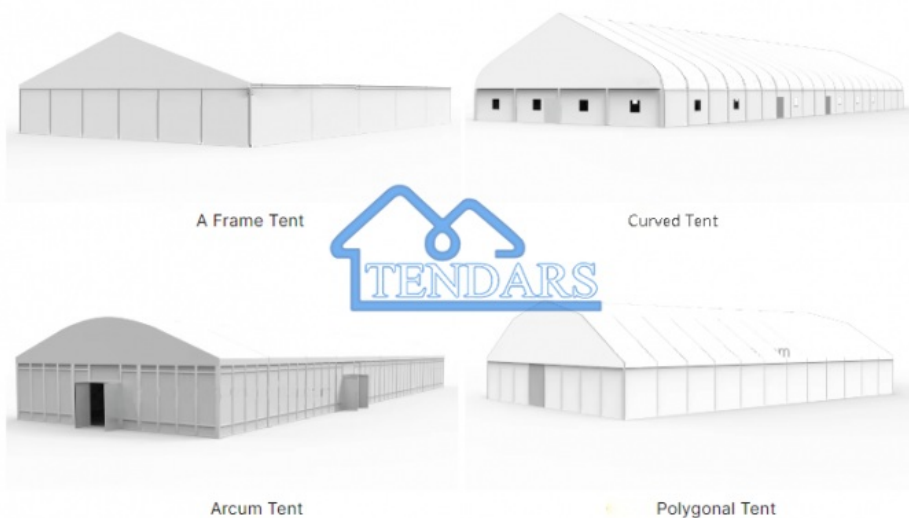 A Frame Tent
Curved Tent
TENDARS
m
Arcum Tent
Polygonal Tent